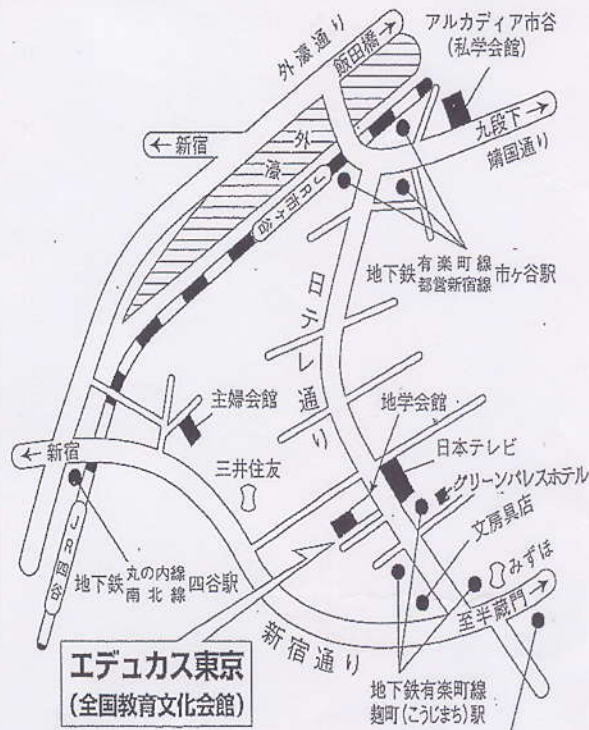 外濠通り
飯田橋→
アルカディア市谷
(私学会館)
←新宿
外濠
九段下→
靖国通り
JR市ヶ谷
地下鉄 有楽町線 市ヶ谷駅
都営新宿線
日テレ通り
主婦会館
地学会館
←新宿
三井住友
日本テレビ
グリーンパレスホテル
文房具店
JR四谷
地下鉄 丸の内線 四谷駅
南北線
みずほ
至半蔵門→
新宿通り
エデュカス東京
(全国教育文化会館)
地下鉄有楽町線
麹町(こうじまち)駅